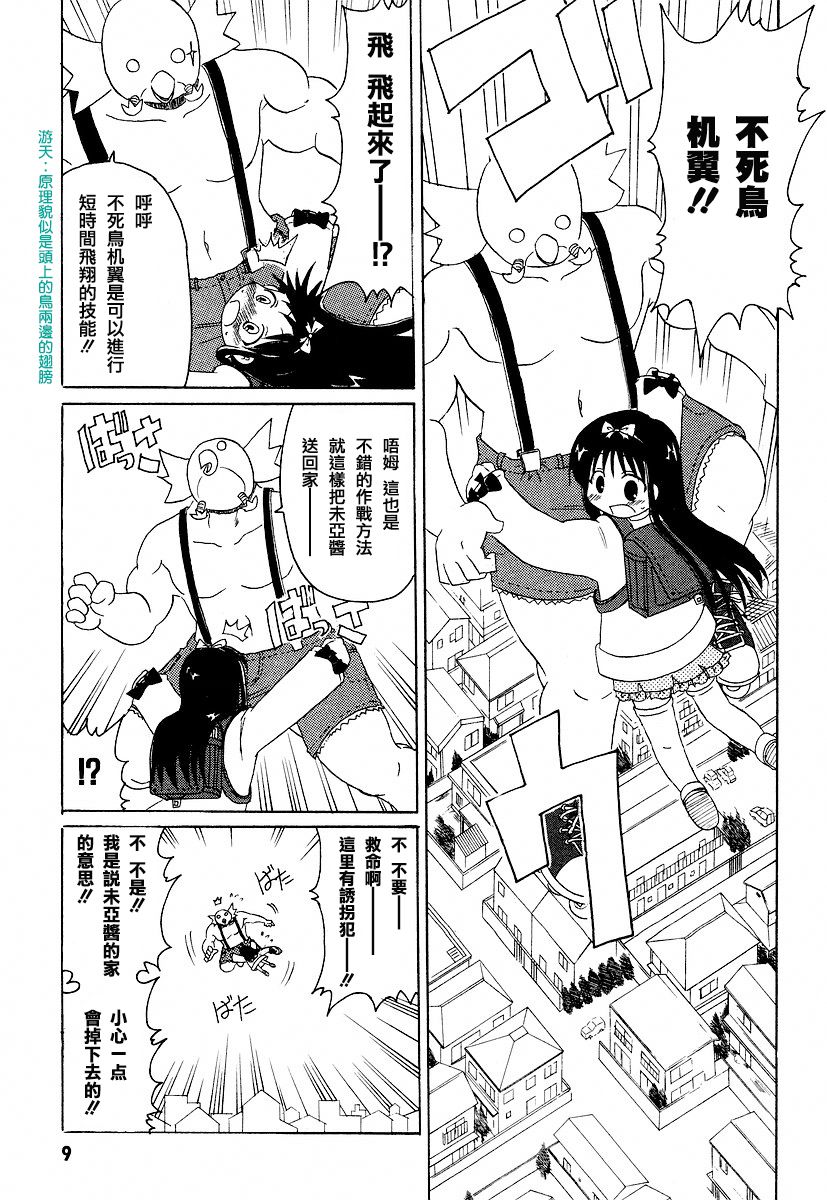 不死鳥
机翼!!
ゴオ
飛 飛起來了——!?
呼呼
不死鳥机翼是可以進行
短時間飛翔的技能!!
游天：原理貌似是頭上的鳥兩邊的翅膀
唔姆 這也是
不錯的作戰方法
就這樣把未亞醬
送回家——
ばっさ
ばっさ
!?
不 不要——
救命啊——
這里有誘拐犯——!!
ばた
ばた
不 不是!!
我是說未亞醬的家
的意思!!
小心一点
會掉下去的!!
9